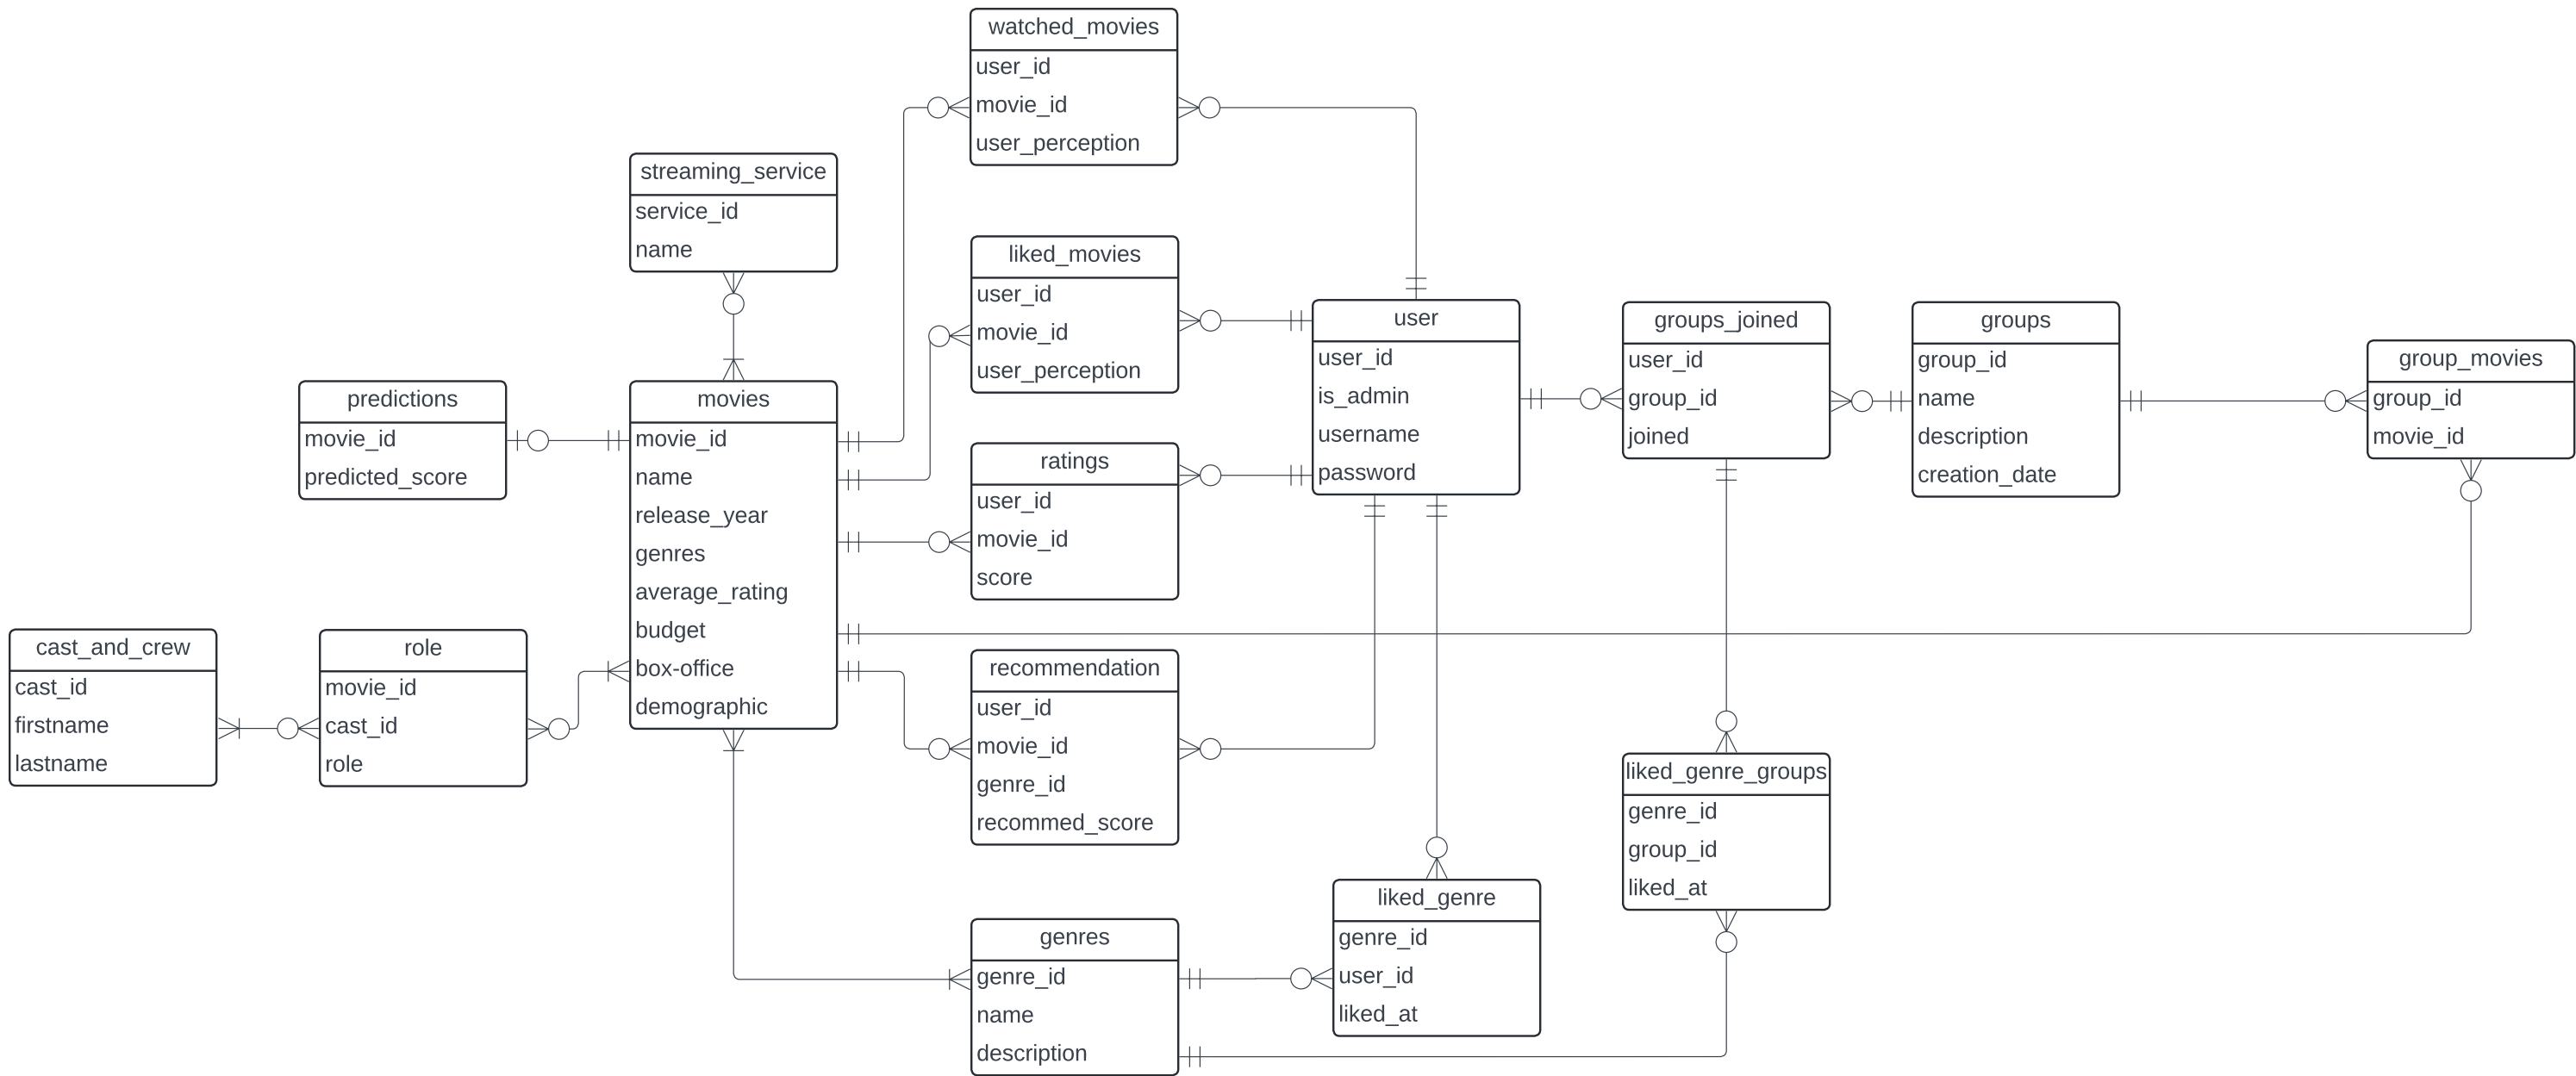 watched_movies
user_id
movie_id
user_perception
streaming_service
service_id
name
liked_movies
user_id
movie_id
user_perception
user
user_id
is_admin
username
password
groups_joined
user_id
group_id
joined
groups
group_id
name
description
creation_date
group_movies
group_id
movie_id
predictions
movie_id
predicted_score
movies
movie_id
name
release_year
genres
average_rating
budget
box-office
demographic
ratings
user_id
movie_id
score
cast_and_crew
cast_id
firstname
lastname
role
movie_id
cast_id
role
recommendation
user_id
movie_id
genre_id
recommed_score
liked_genre_groups
genre_id
group_id
liked_at
liked_genre
genre_id
user_id
liked_at
genres
genre_id
name
description